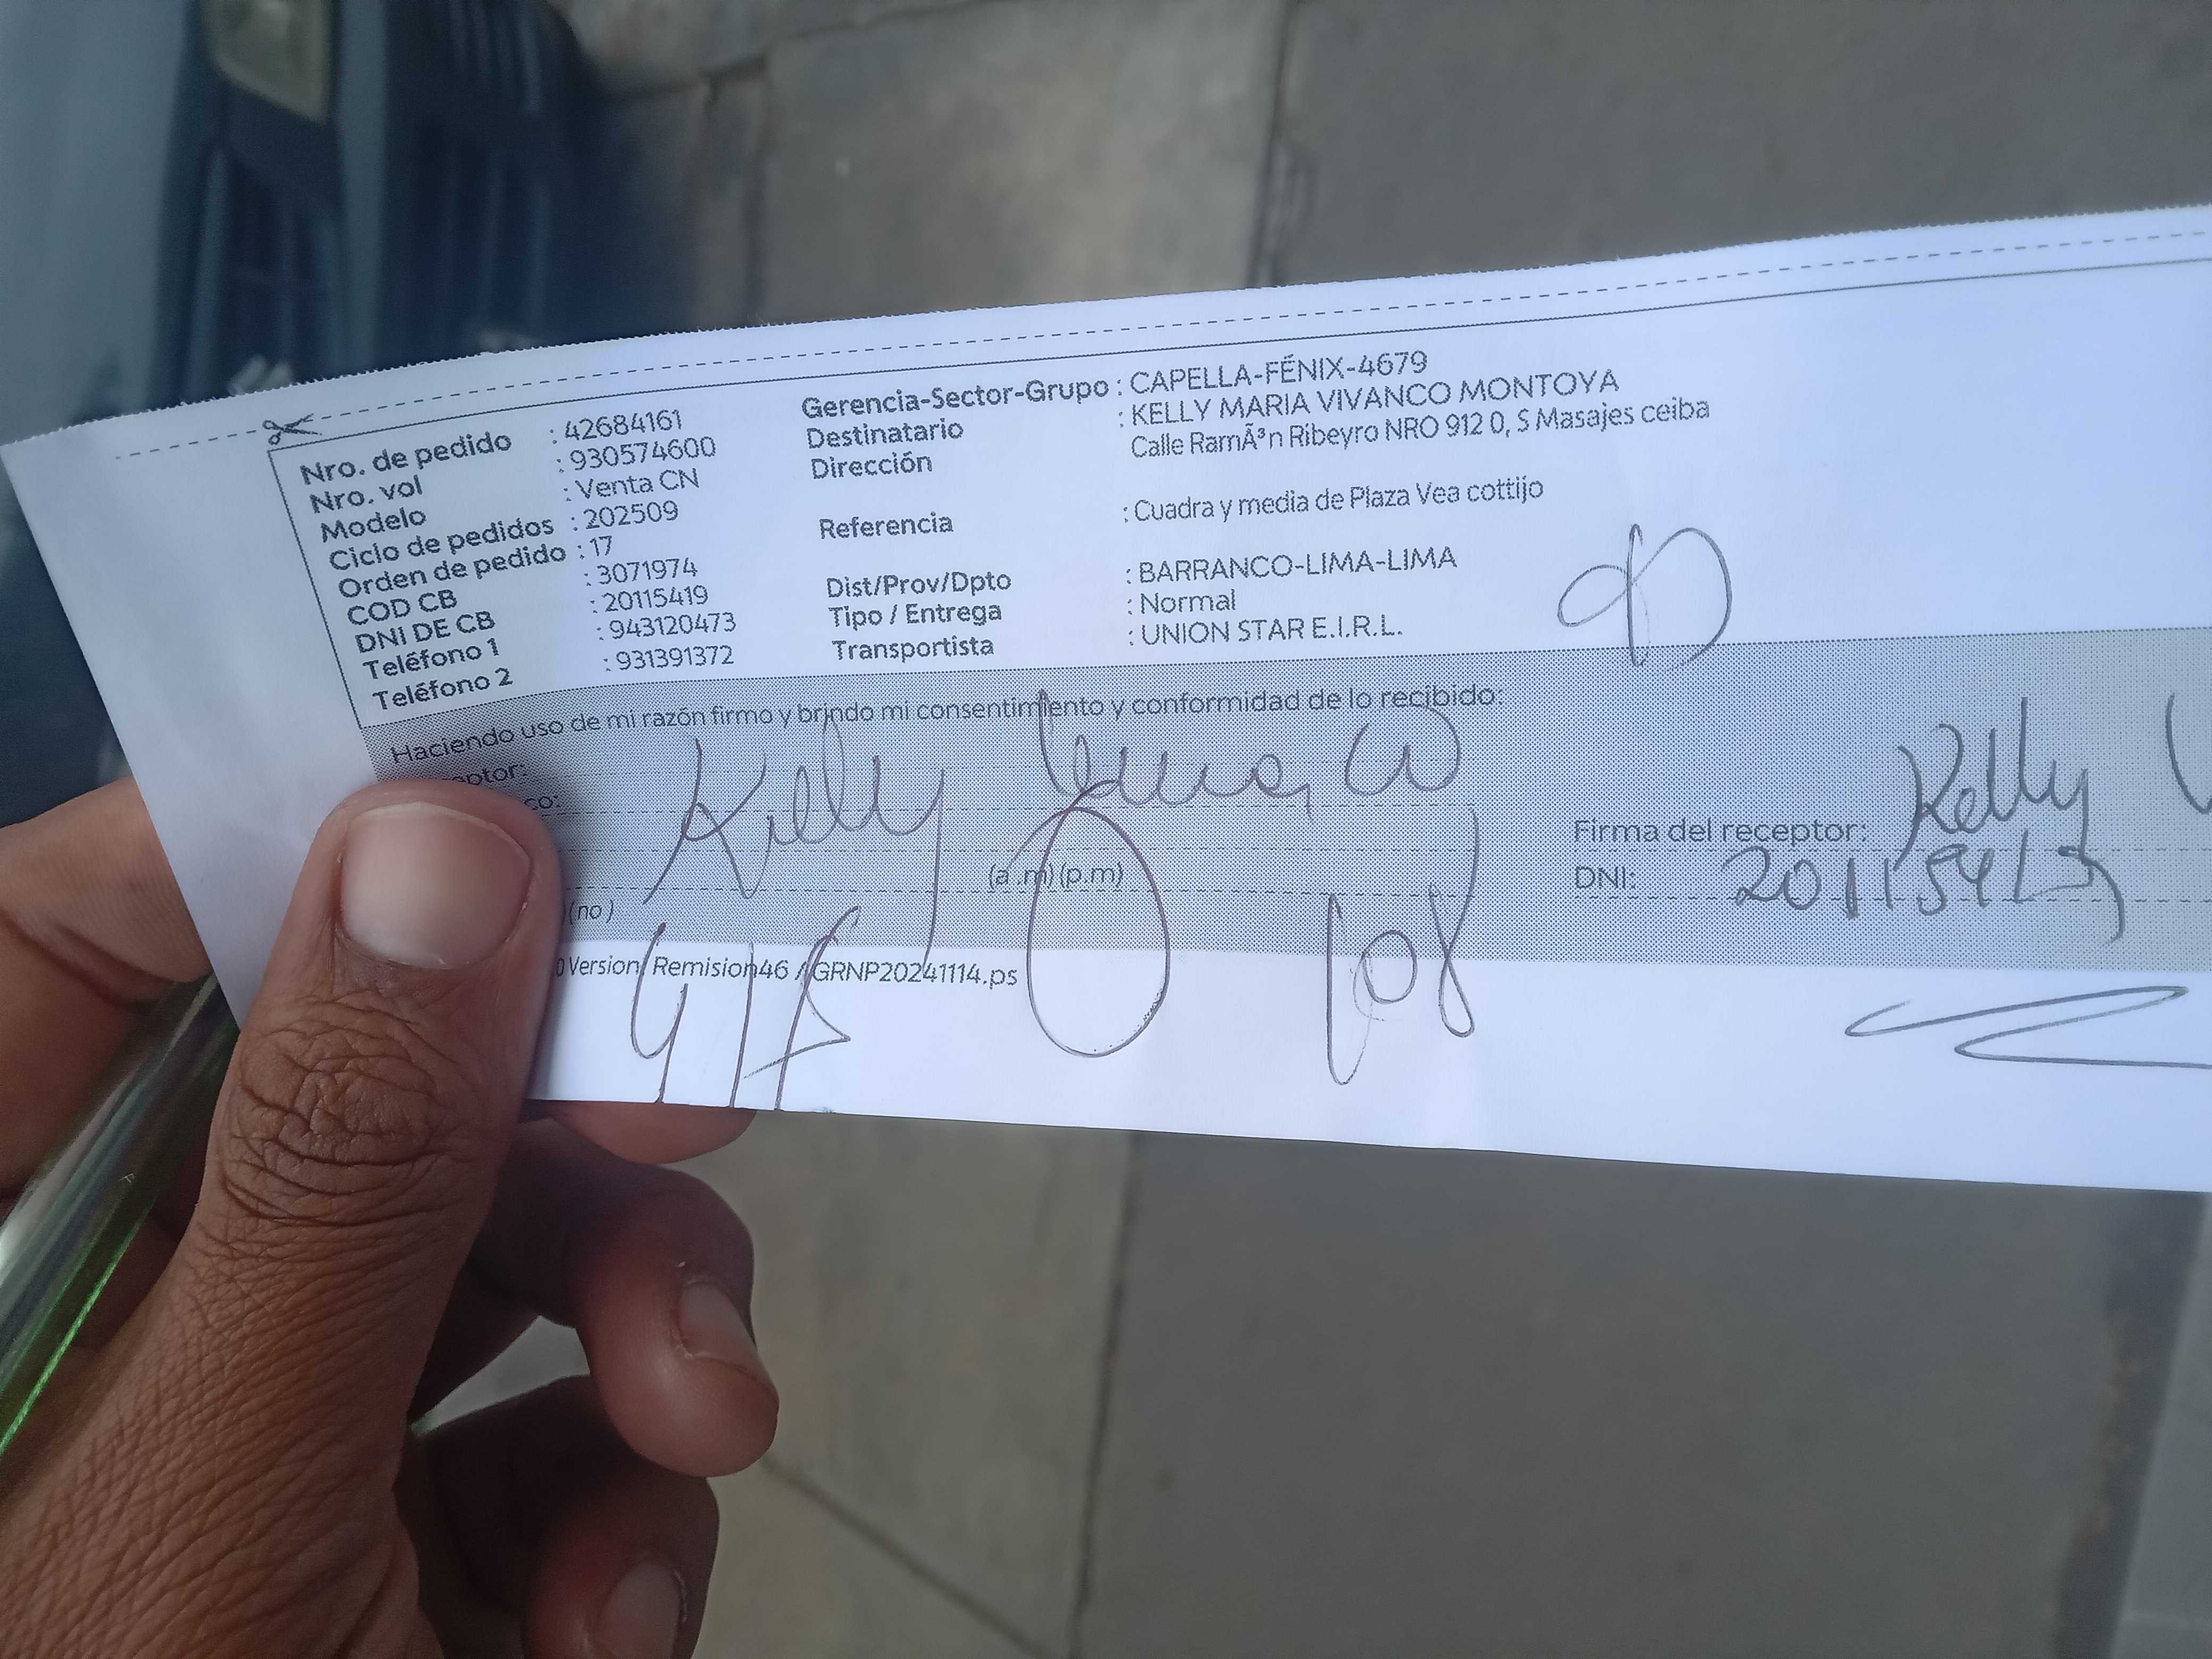 Nro. de pedido : 42684161
Nro. vol : 930574600
Modelo : Venta CN
Ciclo de pedidos : 202509
Orden de pedido : 17
COD CB : 3071974
DNI DE CB : 20115419
Teléfono 1 : 943120473
Teléfono 2 : 931391372
Gerencia-Sector-Grupo : CAPELLA-FÉNIX-4679
Destinatario : KELLY MARIA VIVANCO MONTOYA
Dirección Calle RamÃ³n Ribeyro NRO 912 0, S Masajes ceiba
Referencia : Cuadra y media de Plaza Vea cottijo
Dist/Prov/Dpto : BARRANCO-LIMA-LIMA
Tipo / Entrega : Normal
Transportista : UNION STAR E.I.R.L.
Haciendo uso de mi razón firmo y brindo mi consentimiento y conformidad de lo recibido:
Kelly
(a.m) (p.m)
(no)
Firma del receptor: Kelly
DNI: 20115419
Version Remision46 / GRNP20241114.ps